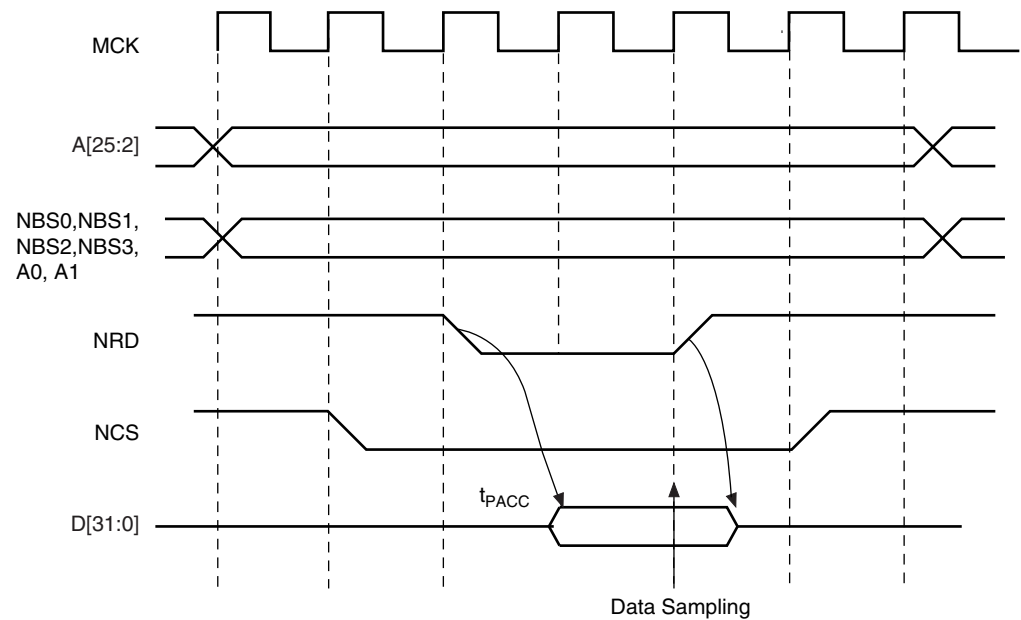 MCK
A[25:2]
NBS0,NBS1,
NBS2,NBS3,
A0, A1
NRD
NCS
tPACC
D[31:0]
Data Sampling